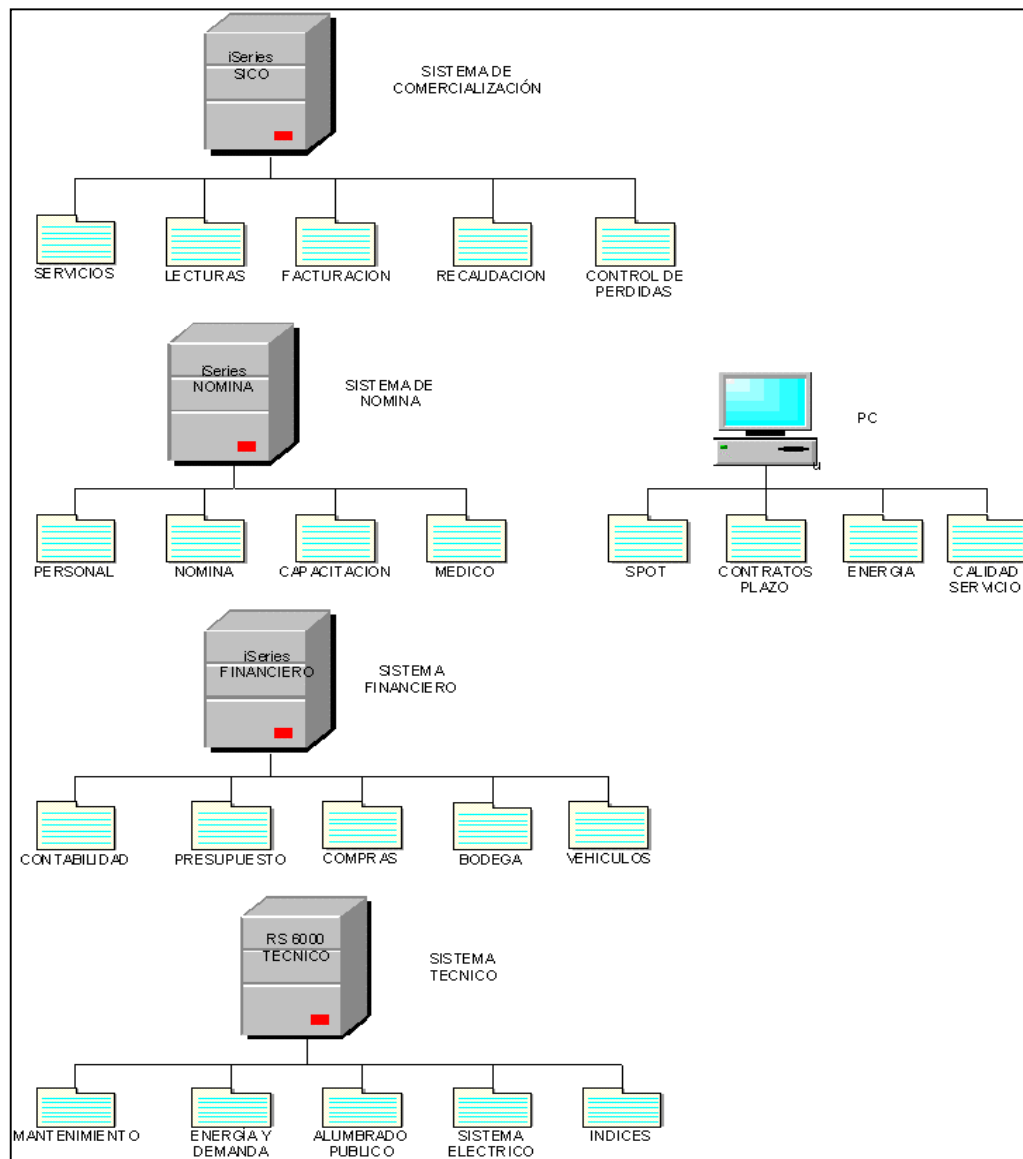 iSeries
SICO
SISTEMA DE
COMERCIALIZACIÓN
SERVICIOS
LECTURAS
FACTURACION
RECAUDACION
CONTROL DE
PERDIDAS
iSeries
NOMINA
SISTEMA DE
NOMINA
PC
u
PERSONAL
NOMINA
CAPACITACION
MEDICO
SPOT
CONTRATOS
PLAZO
ENERGIA
CALIDAD
SERVICIO
iSeries
FINANCIERO
SISTEMA
FINANCIERO
CONTABILIDAD
PRESUPUESTO
COMPRAS
BODEGA
VEHICULOS
RS 6000
TECNICO
SISTEMA
TECNICO
MANTENIMIENTO
ENERGÍA Y
DEMANDA
ALUMBRADO
PUBLICO
SISTEMA
ELECTRICO
INDICES